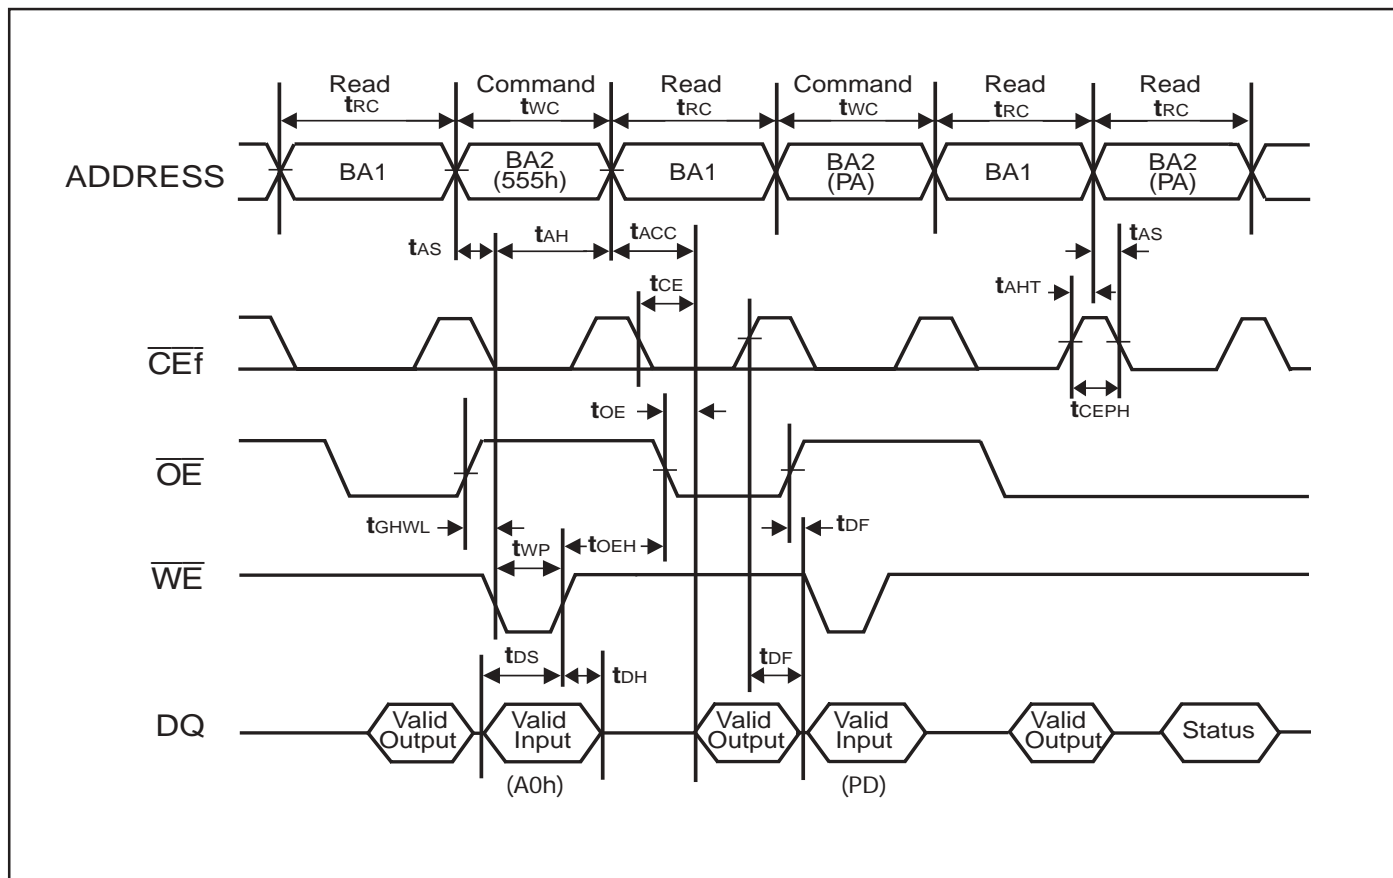 Read Command Read Command Read Read
tRC tWC tRC tWC tRC tRC
ADDRESS BA1 BA2 (555h) BA1 BA2 (PA) BA1 BA2 (PA)
tAS tAH tACC tAS
tCE tAHT
CEf
tOE tCEPH
OE
tGHWL tWP tOEH tDF
WE
tDS tDH tDF
DQ Valid Output Valid Input Valid Output Valid Input Valid Output Status
(A0h) (PD)